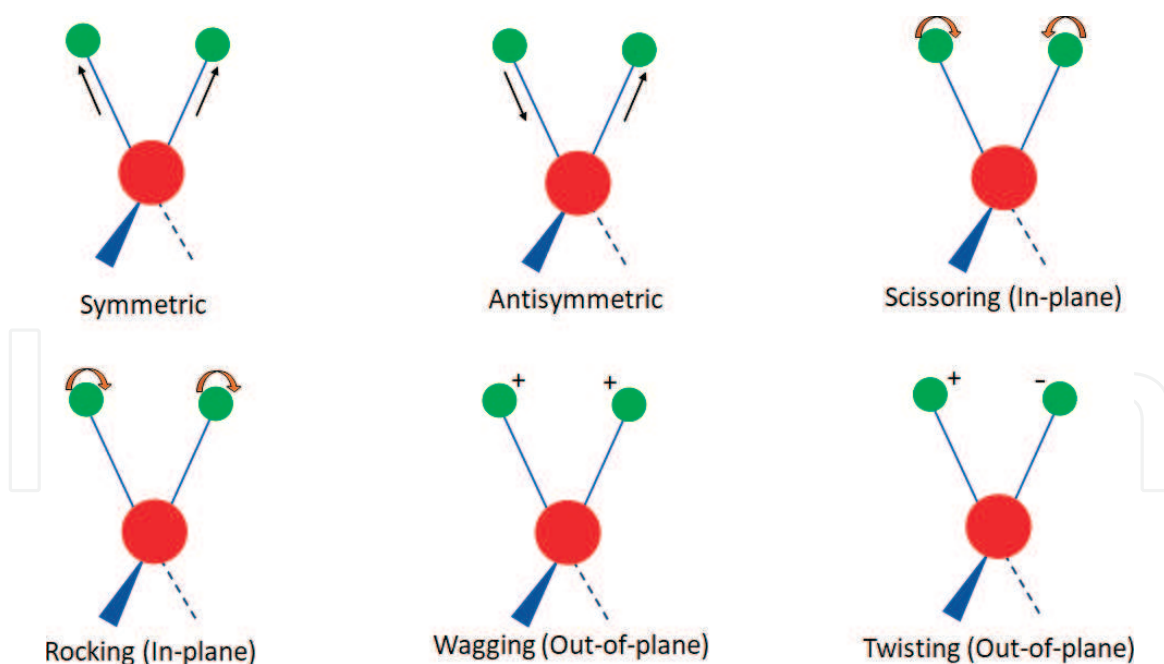 Symmetric
Antisymmetric
Scissoring (In-plane)
+
+
+
-
Rocking (In-plane)
Wagging (Out-of-plane)
Twisting (Out-of-plane)